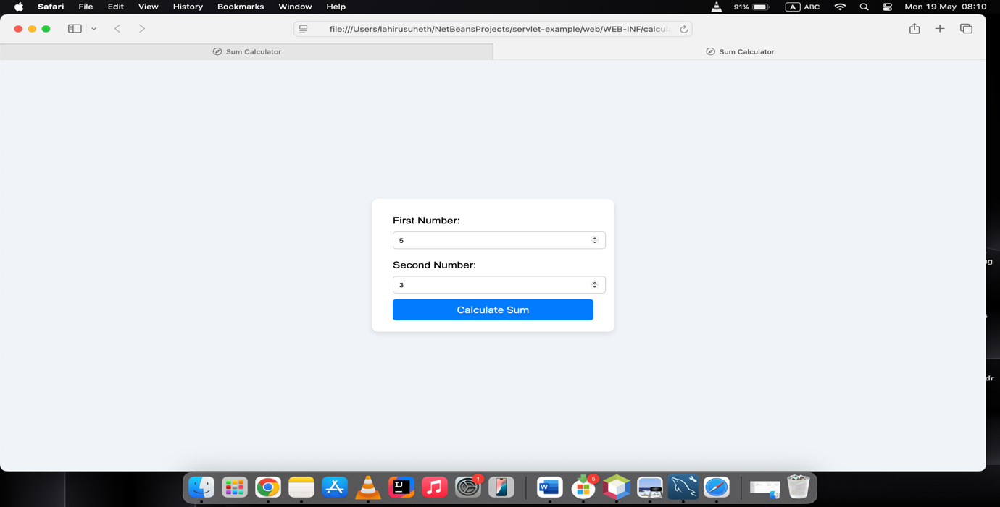 Safari File Edit View History Bookmarks Window Help 91% A ABC Mon 19 May 08:10
file:///Users/lahirusuneth/NetBeansProjects/servlet-example/web/WEB-INF/calcul
Sum Calculator Sum Calculator
First Number:
5
Second Number:
3
Calculate Sum
g
s
dr
IJ 1 W 5